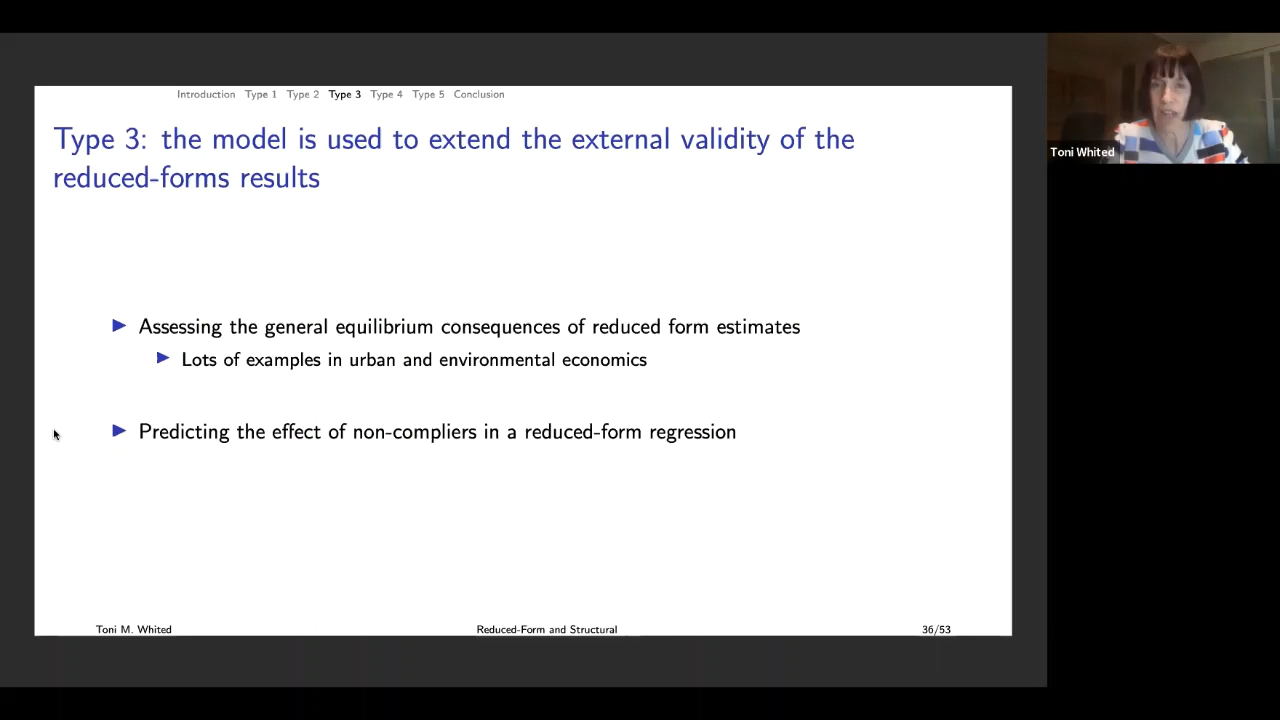 Introduction Type 1 Type 2 Type 3 Type 4 Type 5 Conclusion
Type 3: the model is used to extend the external validity of the
reduced-forms results
Toni Whited
Assessing the general equilibrium consequences of reduced form estimates
Lots of examples in urban and environmental economics
Predicting the effect of non-compliers in a reduced-form regression
Toni M. Whited Reduced-Form and Structural 36/53